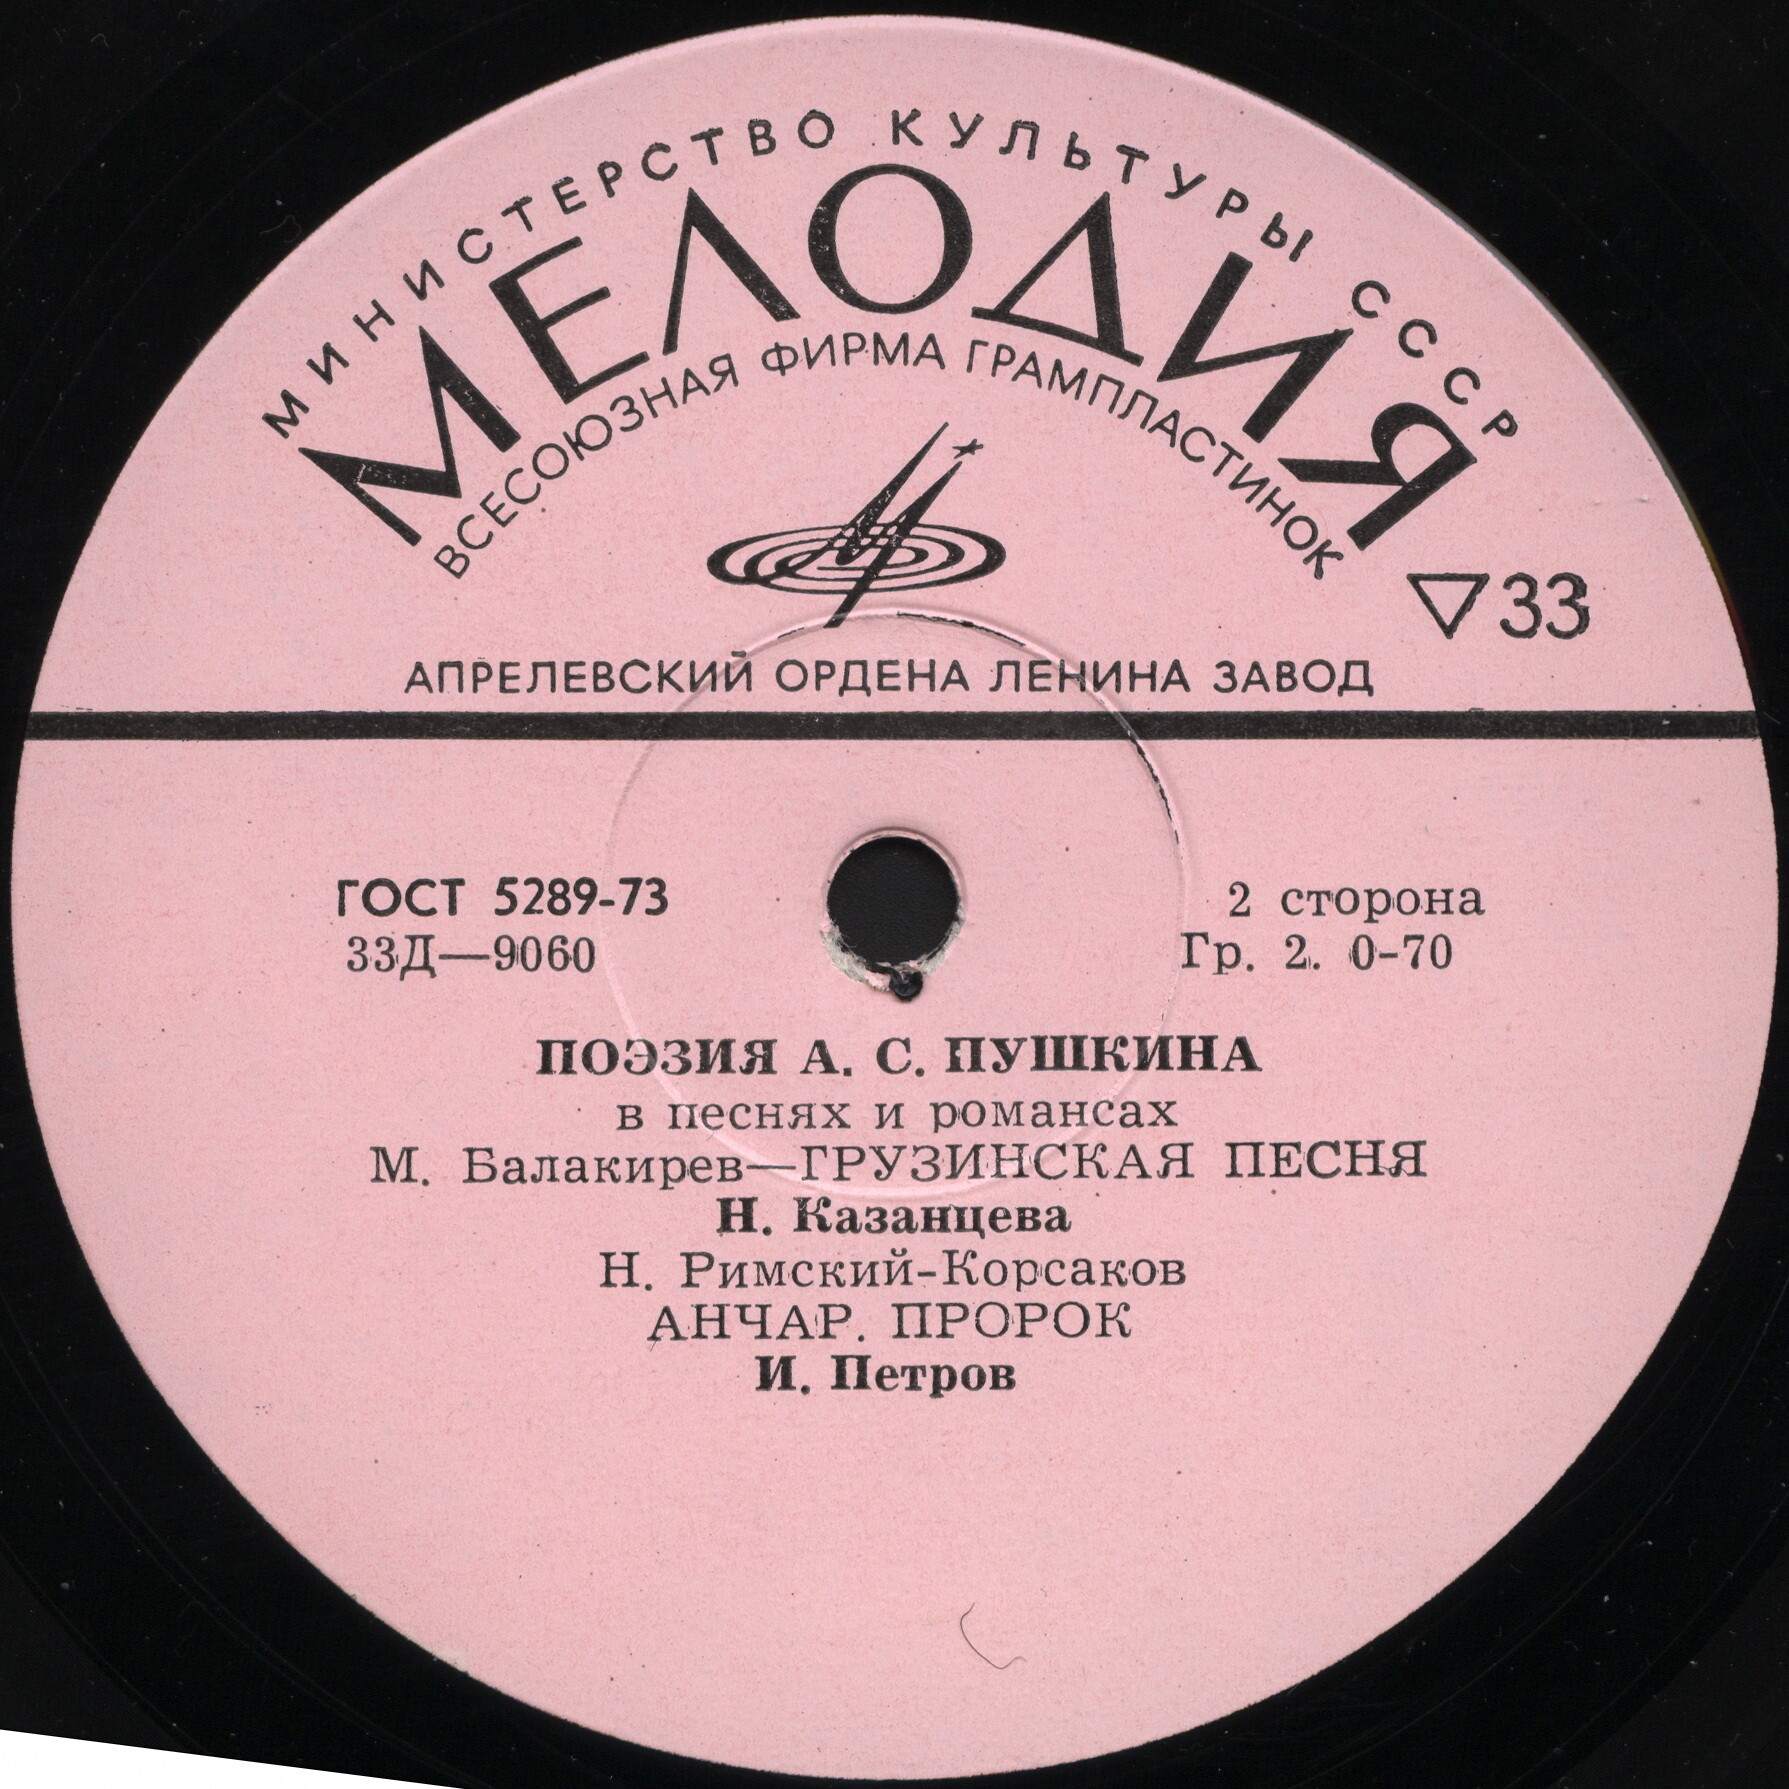 МИНИСТЕРСТВО КУЛЬТУРЫ СССР
МЕЛОДИЯ
ВСЕСОЮЗНАЯ ФИРМА ГРАМПЛАСТИНОК
▽33
АПРЕЛЕВСКИЙ ОРДЕНА ЛЕНИНА ЗАВОД
ГОСТ 5289-73
2 сторона
33Д—9060
Гр. 2. 0-70
ПОЭЗИЯ А. С. ПУШКИНА
в песнях и романсах
М. Балакирев—ГРУЗИНСКАЯ ПЕСНЯ
Н. Казанцева
Н. Римский-Корсаков
АНЧАР. ПРОРОК
И. Петров